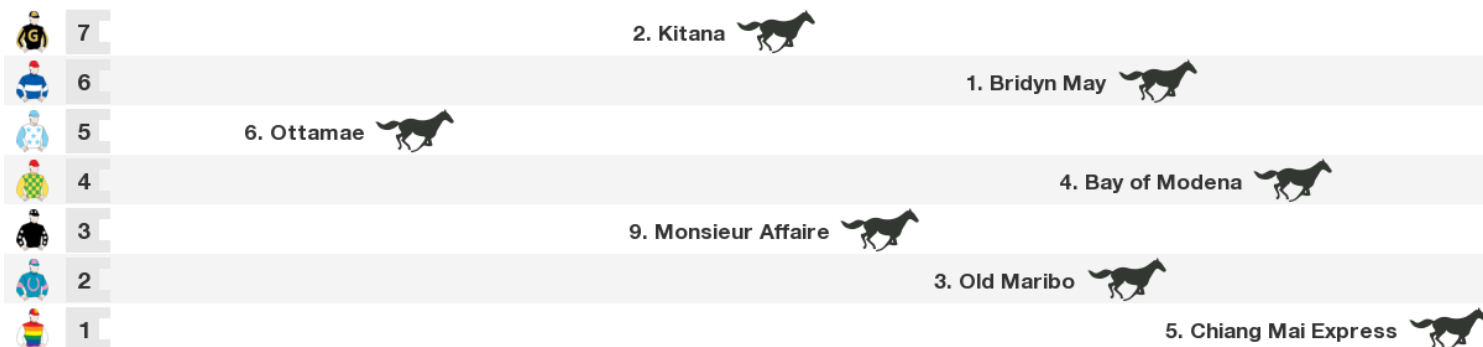 7 2. Kitana
6 1. Bridyn May
5 6. Ottamae
4 4. Bay of Modena
3 9. Monsieur Affaire
2 3. Old Maribo
1 5. Chiang Mai Express